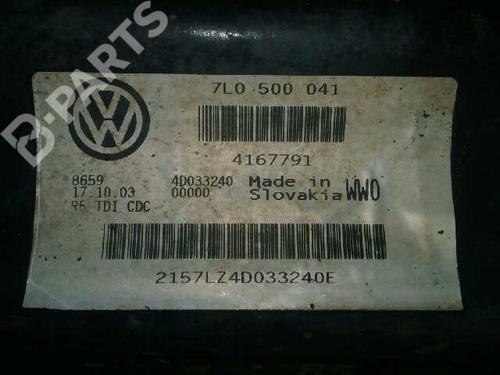 B-PARTS
7L0 500 041
4167791
8659 4D033240 Made in WWO
17.10.03 00000 Slovakia
R5 TDI CDC
2157LZ4D033240E